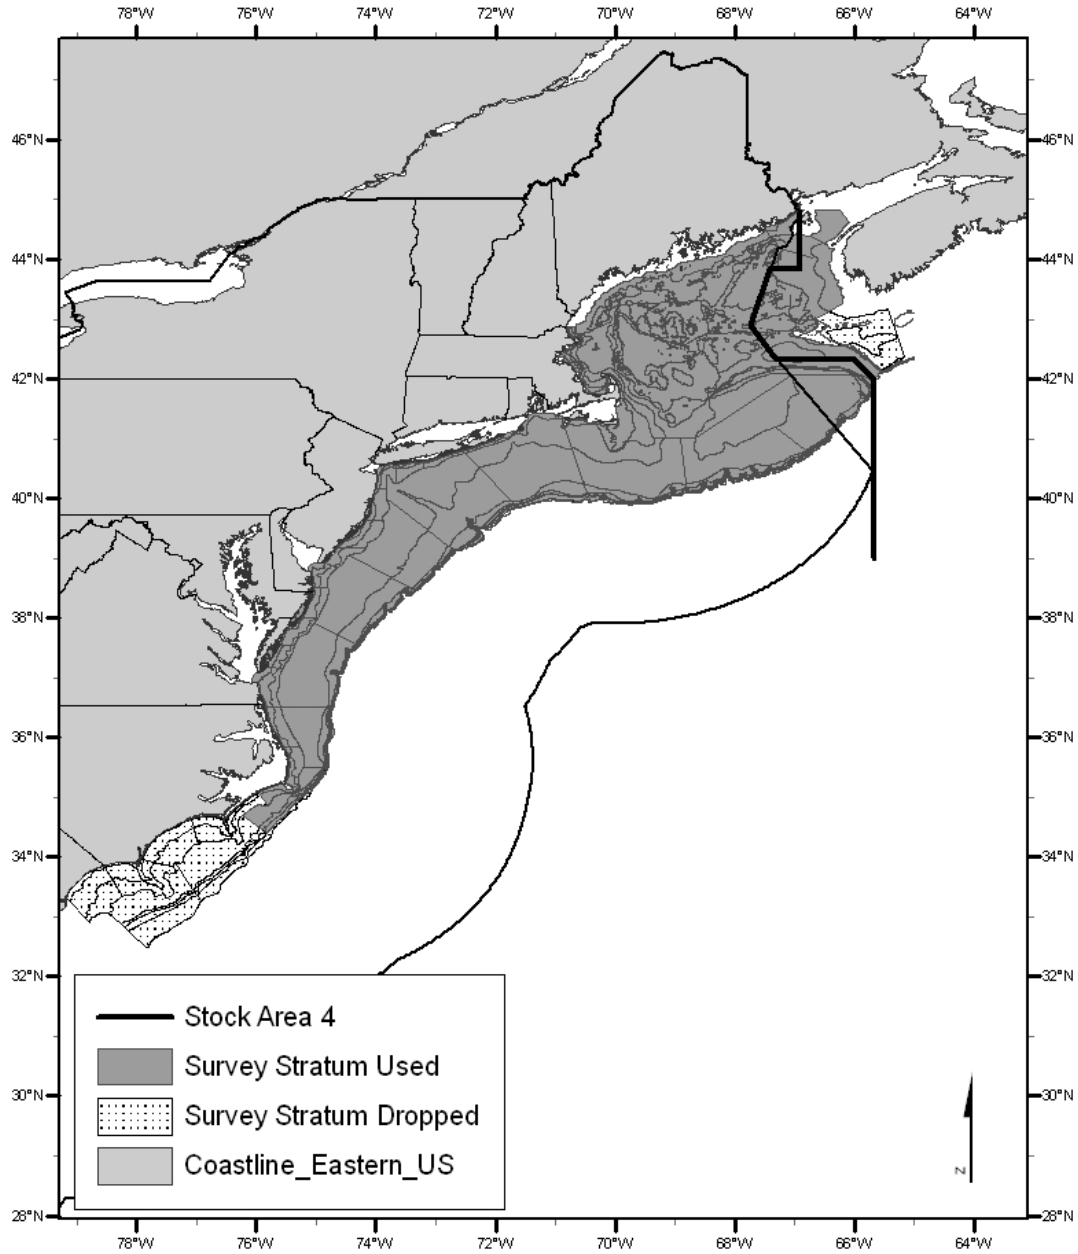 78°W 76°W 74°W 72°W 70°W 68°W 66°W 64°W
46°N 46°N
44°N 44°N
42°N 42°N
40°N 40°N
38°N 38°N
36°N 36°N
34°N 34°N
32°N 32°N
Stock Area 4
Survey Stratum Used
30°N 30°N
Survey Stratum Dropped
Coastline_Eastern_US
N
28°N 28°N
78°W 76°W 74°W 72°W 70°W 68°W 66°W 64°W